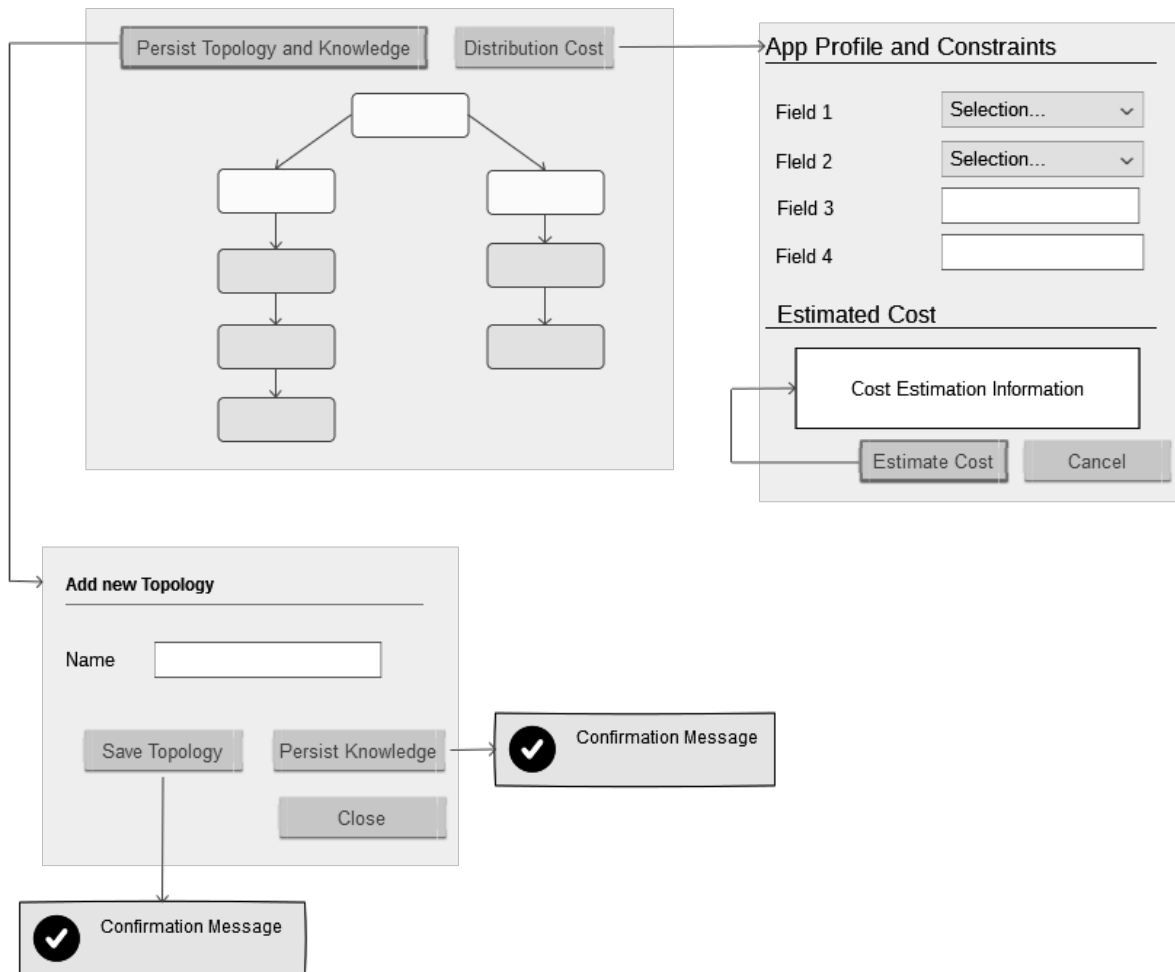 Persist Topology and Knowledge
Distribution Cost
App Profile and Constraints
Field 1
Selection...
FIeld 2
Selection...
Field 3
Field 4
Estimated Cost
Cost Estimation Information
Estimate Cost
Cancel
Add new Topology
Name
Save Topology
Persist Knowledge
Confirmation Message
Close
Confirmation Message